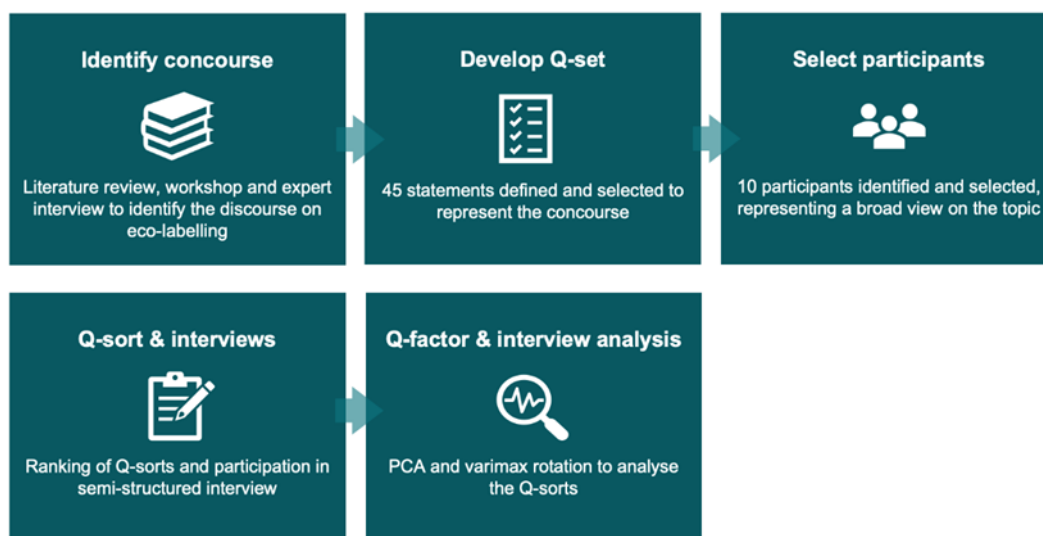 Identify concourse
Literature review, workshop and expert
interview to identify the discourse on
eco-labelling
Develop Q-set
45 statements defined and selected to
represent the concourse
Select participants
10 participants identified and selected,
representing a broad view on the topic
Q-sort & interviews
Ranking of Q-sorts and participation in
semi-structured interview
Q-factor & interview analysis
PCA and varimax rotation to analyse
the Q-sorts